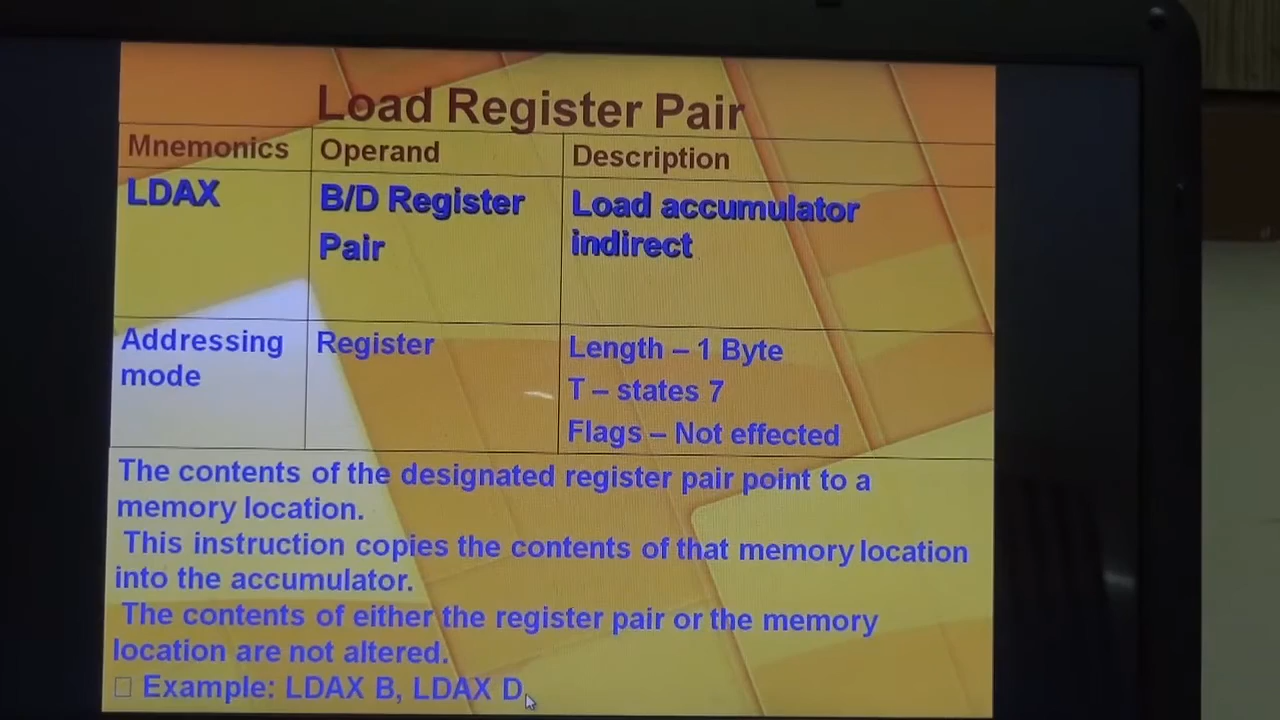 Load Register Pair
Mnemonics Operand Description
LDAX B/D Register Pair Load accumulator indirect
Addressing mode Register Length – 1 Byte
T – states 7
Flags – Not effected
The contents of the designated register pair point to a
memory location.
This instruction copies the contents of that memory location
into the accumulator.
The contents of either the register pair or the memory
location are not altered.
□ Example: LDAX B, LDAX D